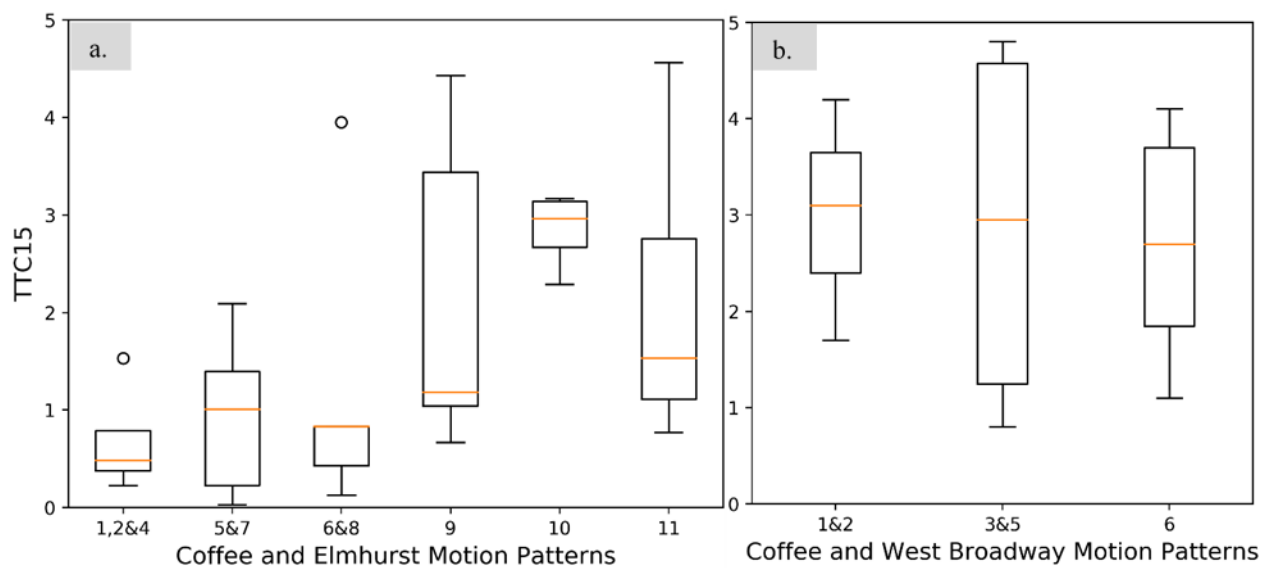 a.
5
4
3
2
1
0
TTC15
1,2&4 5&7 6&8 9 10 11
Coffee and Elmhurst Motion Patterns
b.
5
4
3
2
1
0
1&2 3&5 6
Coffee and West Broadway Motion Patterns